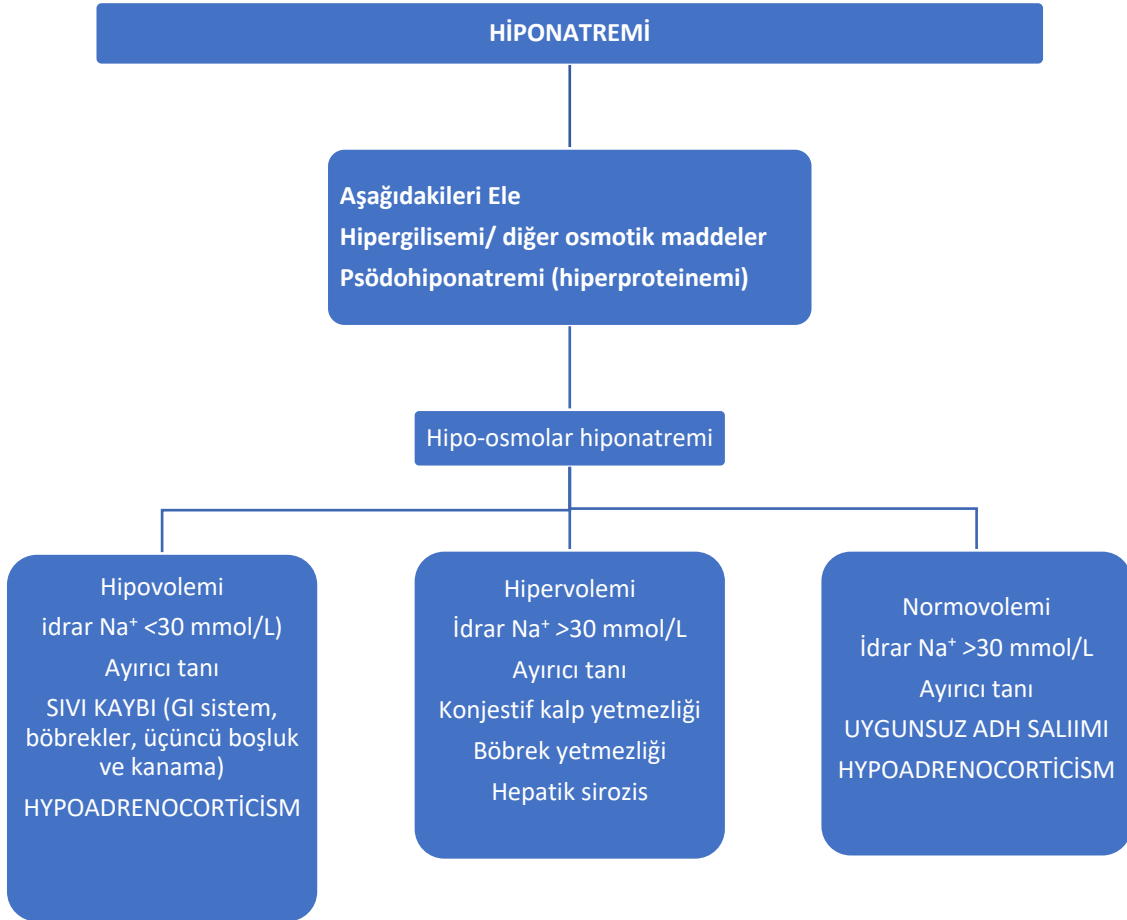 HİPONATREMİ
Aşağıdakileri Ele
Hipergilisemi/ diğer osmotik maddeler
Psödohiponatremi (hiperproteinemi)
Hipo-osmolar hiponatremi
Hipovolemi
idrar Na⁺ <30 mmol/L)
Ayırıcı tanı
SIVI KAYBI (GI sistem,
böbrekler, üçüncü boşluk
ve kanama)
HYPOADRENOCORTİCİSM
Hipervolemi
İdrar Na⁺ >30 mmol/L
Ayırıcı tanı
Konjestif kalp yetmezliği
Böbrek yetmezliği
Hepatik sirozis
Normovolemi
İdrar Na⁺ >30 mmol/L
Ayırıcı tanı
UYGUNSUZ ADH SALIIMI
HYPOADRENOCORTİCİSM